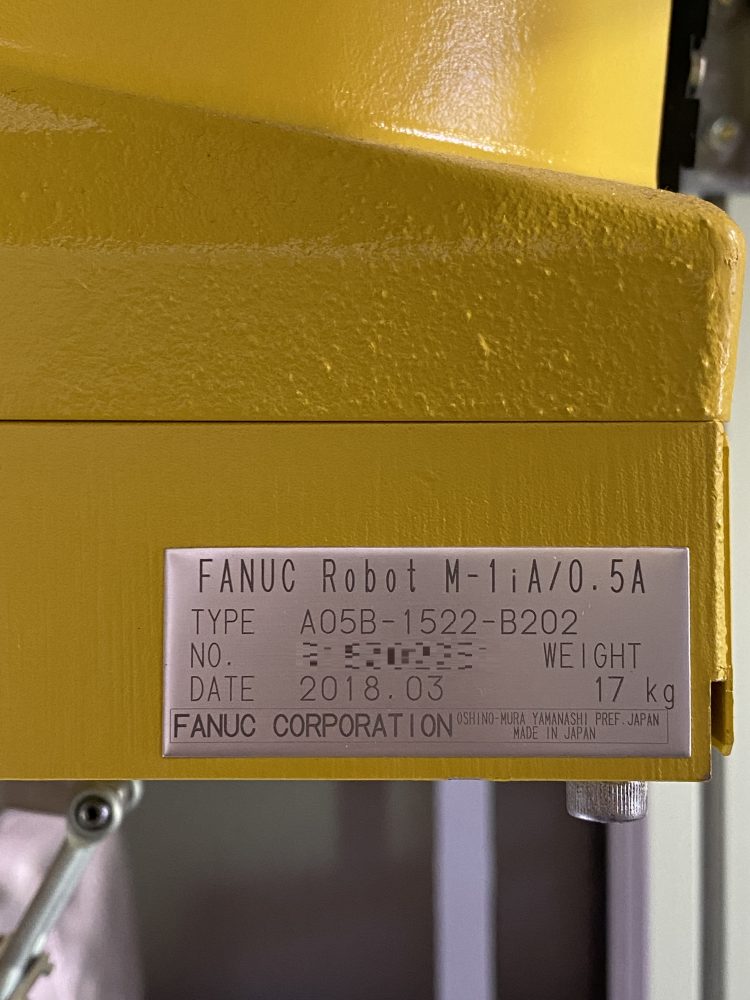 FANUC Robot M-1iA/0.5A
TYPE A05B-1522-B202
NO. WEIGHT
DATE 2018.03 17 kg
FANUC CORPORATION OSHINO-MURA YAMANASHI PREF.JAPAN
MADE IN JAPAN